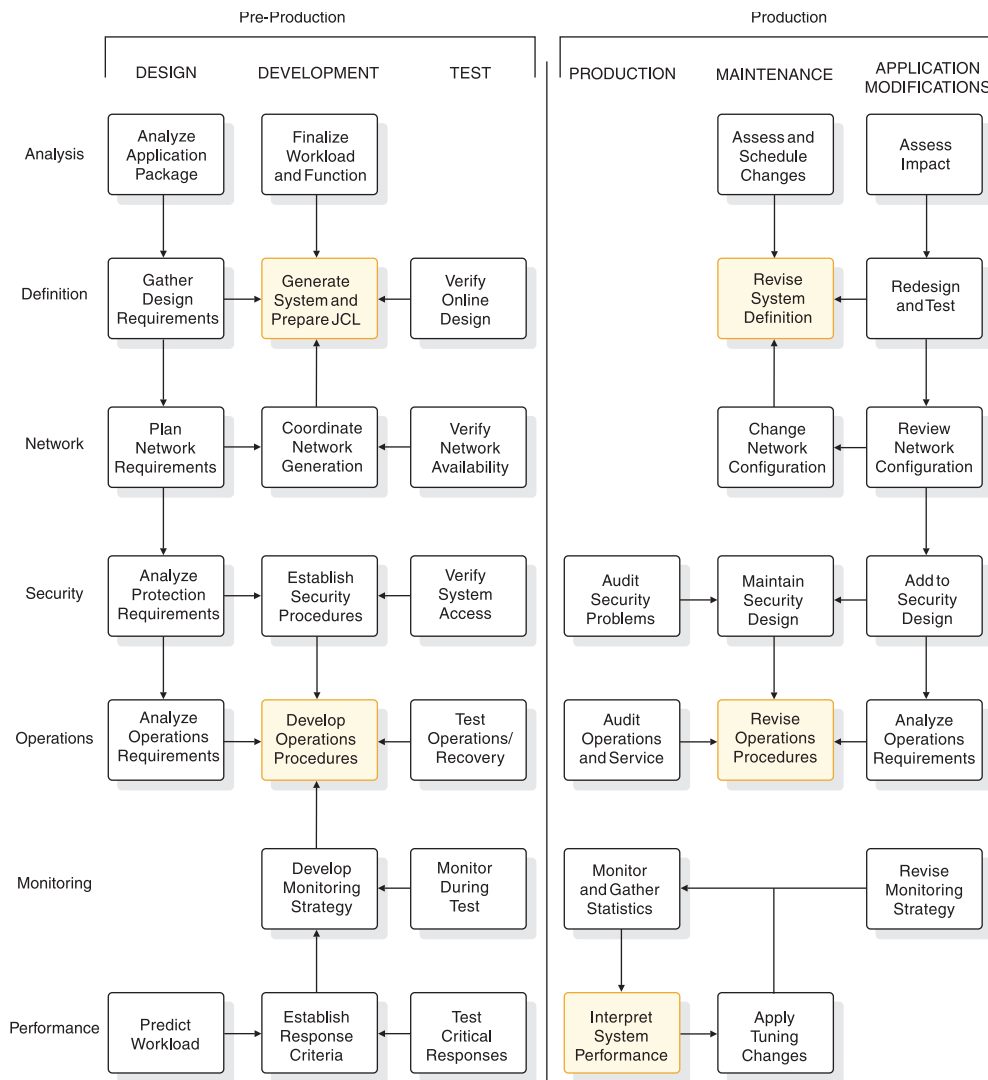 Pre-Production
Production
DESIGN
DEVELOPMENT
TEST
PRODUCTION
MAINTENANCE
APPLICATION
MODIFICATIONS
Analysis
Analyze
Application
Package
Finalize
Workload
and Function
Assess and
Schedule
Changes
Assess
Impact
Definition
Gather
Design
Requirements
Generate
System and
Prepare JCL
Verify
Online
Design
Revise
System
Definition
Redesign
and Test
Network
Plan
Network
Requirements
Coordinate
Network
Generation
Verify
Network
Availability
Change
Network
Configuration
Review
Network
Configuration
Security
Analyze
Protection
Requirements
Establish
Security
Procedures
Verify
System
Access
Audit
Security
Problems
Maintain
Security
Design
Add to
Security
Design
Operations
Analyze
Operations
Requirements
Develop
Operations
Procedures
Test
Operations/
Recovery
Audit
Operations
and Service
Revise
Operations
Procedures
Analyze
Operations
Requirements
Monitoring
Develop
Monitoring
Strategy
Monitor
During
Test
Monitor
and Gather
Statistics
Revise
Monitoring
Strategy
Performance
Predict
Workload
Establish
Response
Criteria
Test
Critical
Responses
Interpret
System
Performance
Apply
Tuning
Changes